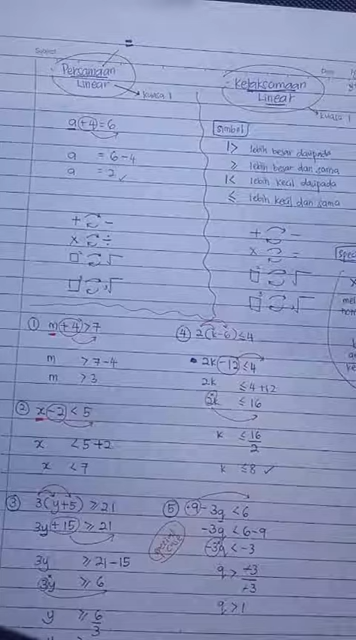 Persamaan
Linear
kuasa 1
a + 4 = 6
a = 6 - 4
a = 2 ✓
+ ⇄ -
× ⇄ ÷
□² ⇄ √
□³ ⇄ ∛
Ketaksamaan
Linear
kuasa 1
simbol
> lebih besar daripada
≥ lebih besar dan sama
< lebih kecil daripada
≤ lebih kecil dan sama
+ ⇄ -
× ⇄ ÷
① m + 4 > 7
m > 7 - 4
m > 3
② x - 2 < 5
x < 5 + 2
x < 7
③ 3(y + 5) ≥ 21
3y + 15 ≥ 21
3y ≥ 21 - 15
3y ≥ 6
y ≥ 6/3
④ 2(k - 6) ≤ 4
2k - 12 ≤ 4
2k ≤ 4 + 12
2k ≤ 16
k ≤ 16/2
k ≤ 8 ✓
⑤ 9 - 3q < 6
-3q < 6 - 9
-3q < -3
q > -3/-3
q > 1